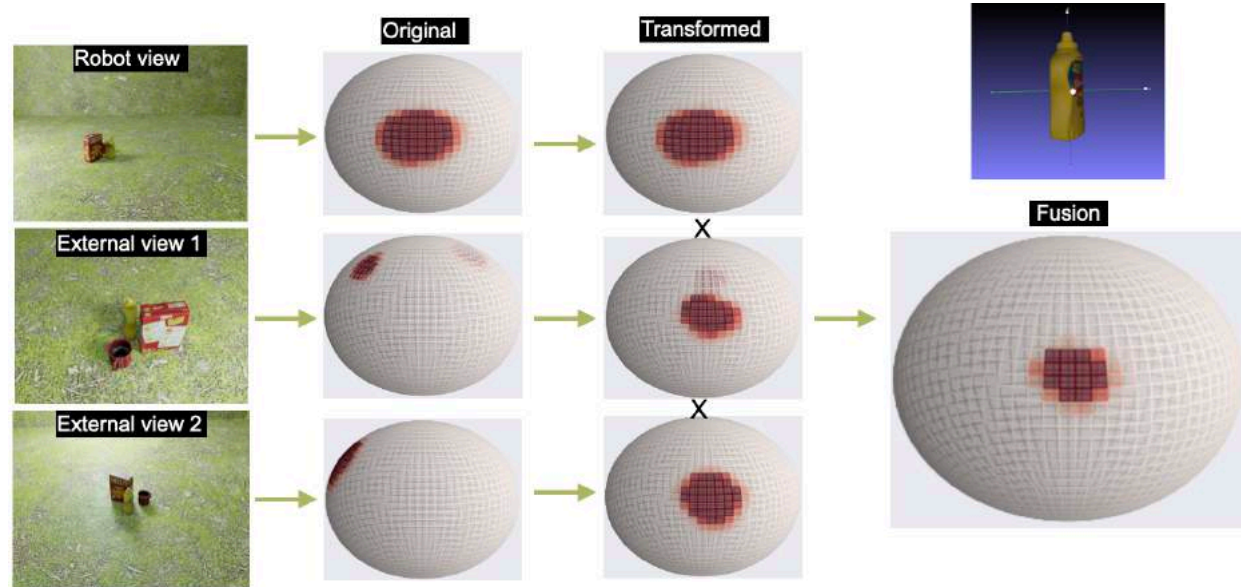 Original
Transformed
Robot view
Fusion
X
External view 1
X
External view 2